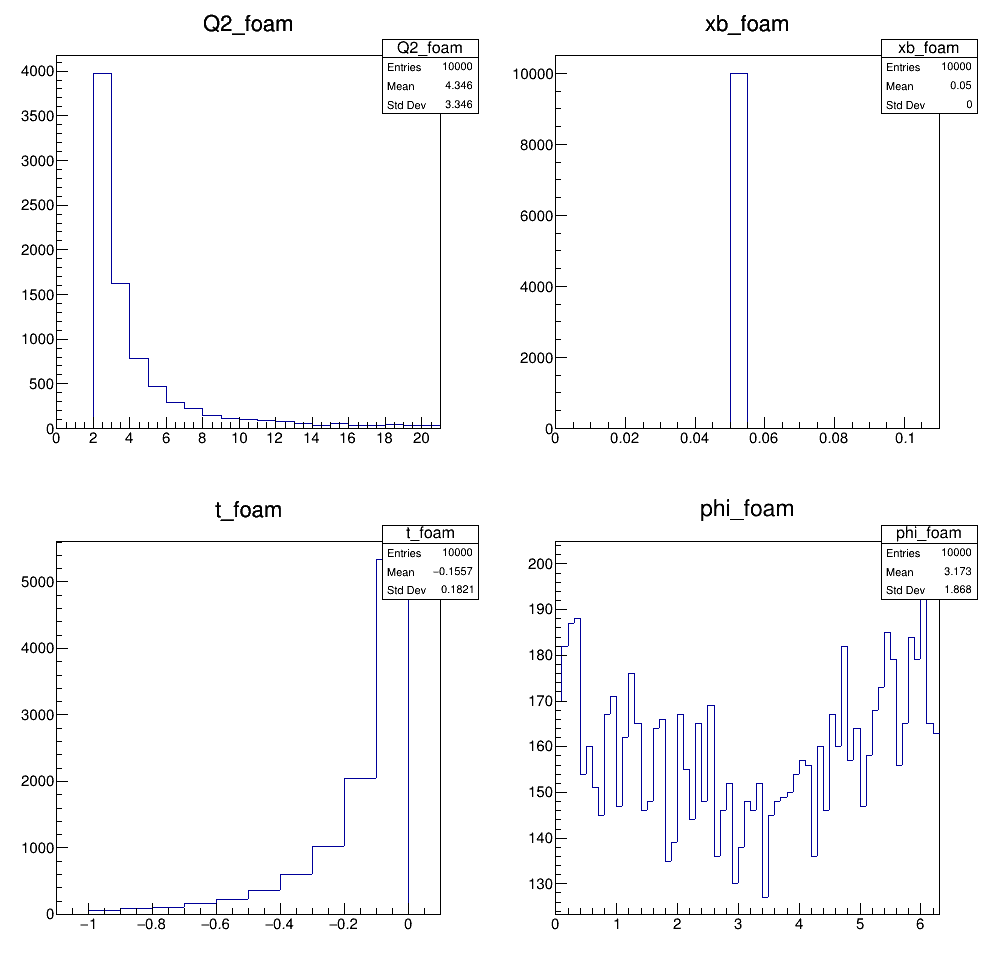 Q2_foam
Q2_foam
Entries 10000
Mean 4.346
Std Dev 3.346
4000
3500
3000
2500
2000
1500
1000
500
0
0 2 4 6 8 10 12 14 16 18 20
xb_foam
xb_foam
Entries 10000
Mean 0.05
Std Dev 0
10000
8000
6000
4000
2000
0
0 0.02 0.04 0.06 0.08 0.1
t_foam
t_foam
Entries 10000
Mean −0.1557
Std Dev 0.1821
5000
4000
3000
2000
1000
0
−1 −0.8 −0.6 −0.4 −0.2 0
phi_foam
phi_foam
Entries 10000
Mean 3.173
Std Dev 1.868
200
190
180
170
160
150
140
130
0 1 2 3 4 5 6